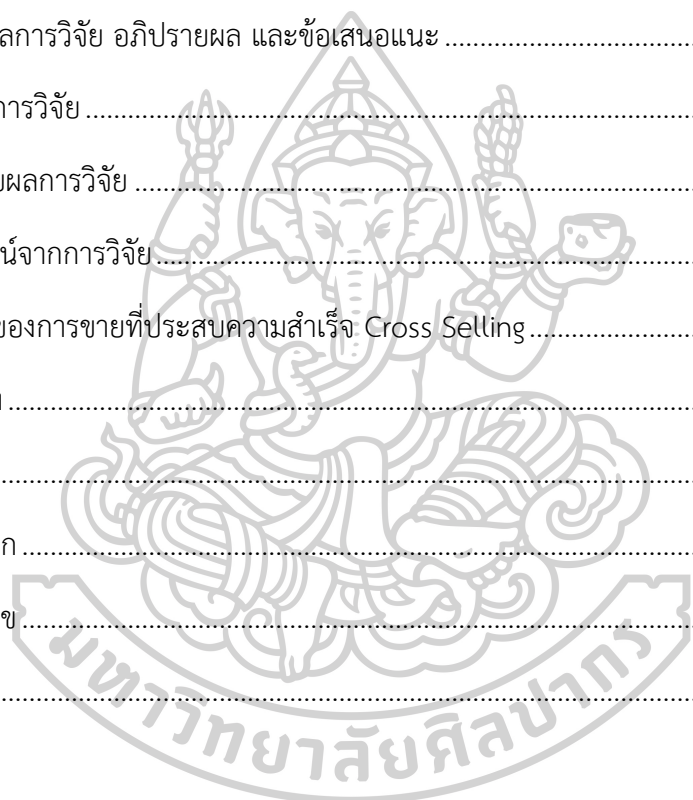 ลการวิจัย อภิปรายผล และข้อเสนอแนะ
การวิจัย
ยผลการวิจัย
น์จากการวิจัย
ของการขายที่ประสบความสำเร็จ Cross Selling
ก
ข
มหาวิทยาลัยศิลปากร